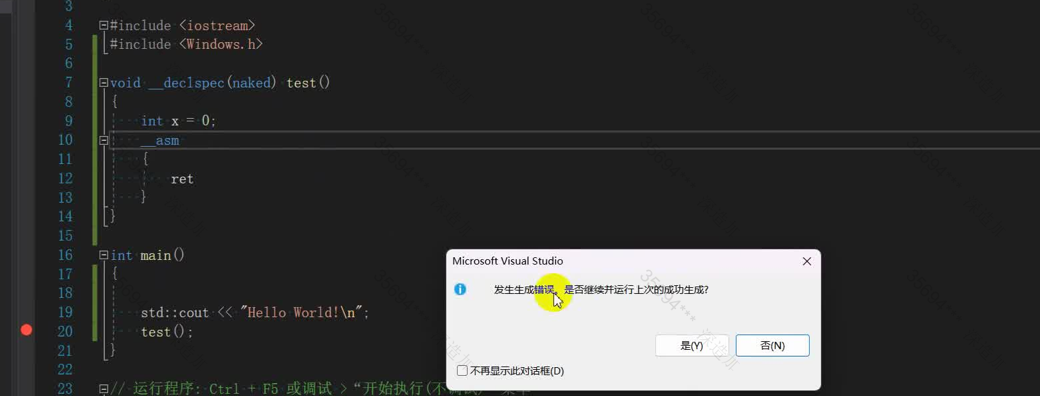 3
4 #include <iostream>
5 #include <Windows.h>
6
7 void __declspec(naked) test()
8 {
9 int x = 0;
10 __asm
11 {
12 ret
13 }
14 }
15
16 int main()
17 {
18
19 std::cout << "Hello World!\n";
20 test();
21 }
22
23 // 运行程序: Ctrl + F5 或调试 >“开始执行(不调试)”菜单
Microsoft Visual Studio
发生生成错误。是否继续并运行上次的成功生成?
是(Y)
否(N)
不再显示此对话框(D)